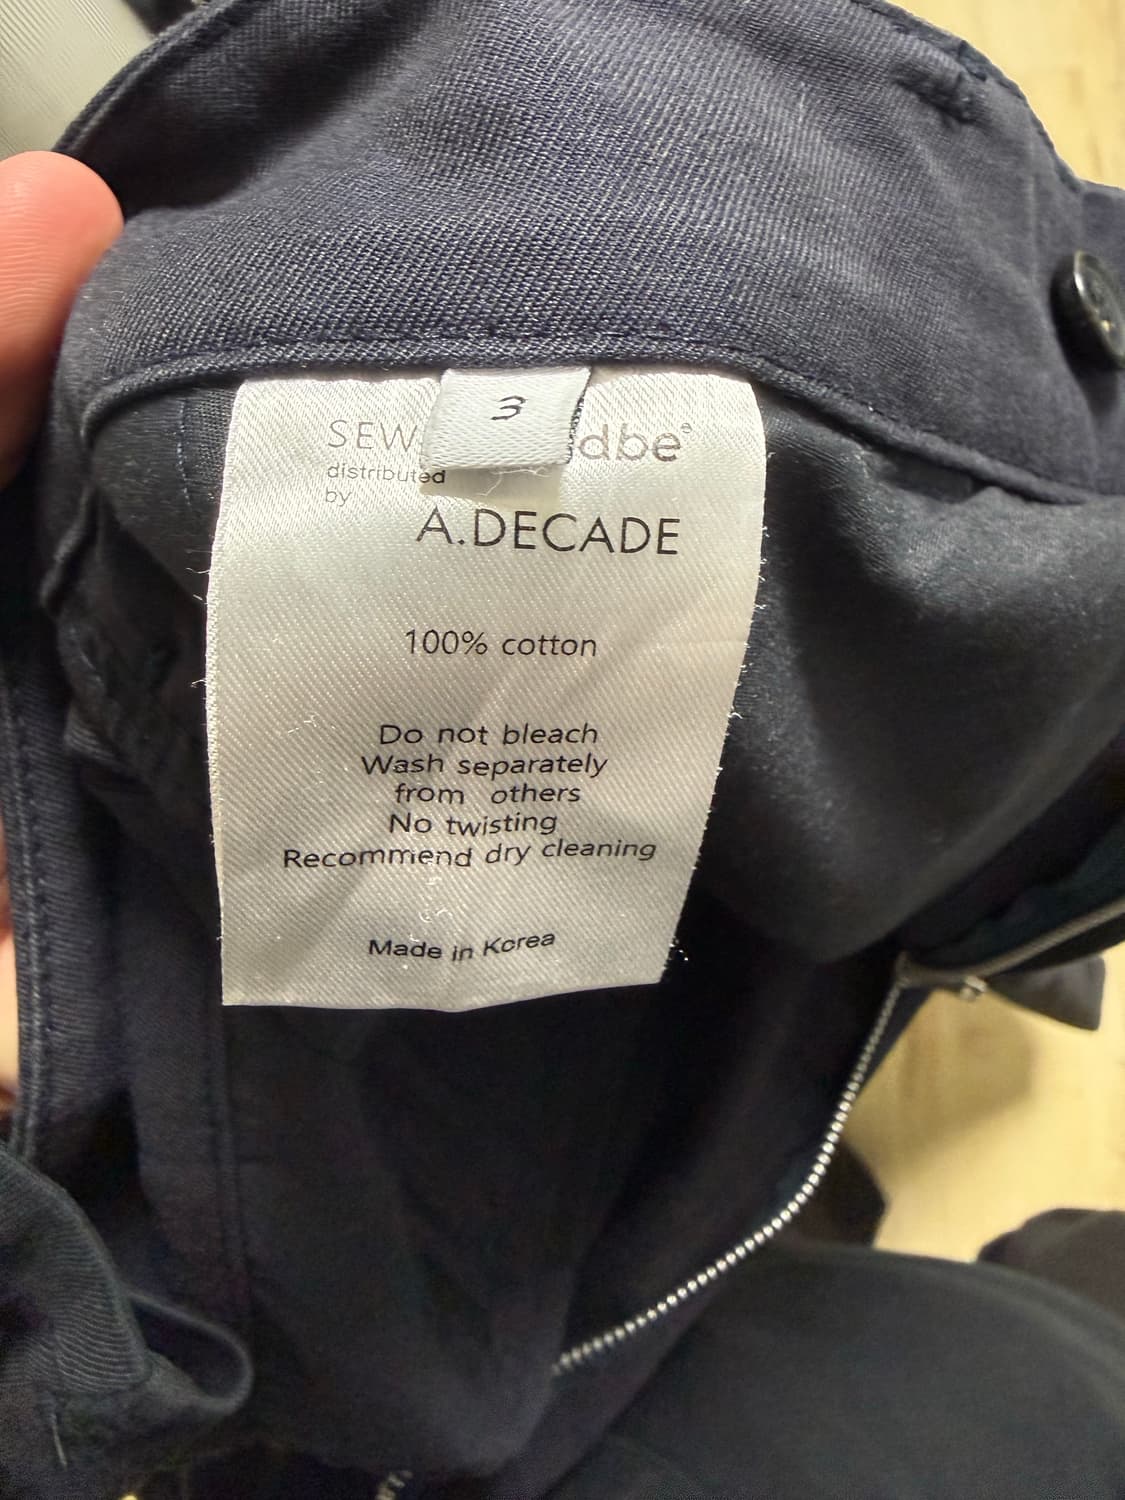 3
SEW dbe
distributed
by
A.DECADE
100% cotton
Do not bleach
Wash separately
from others
No twisting
Recommend dry cleaning
Made in Korea